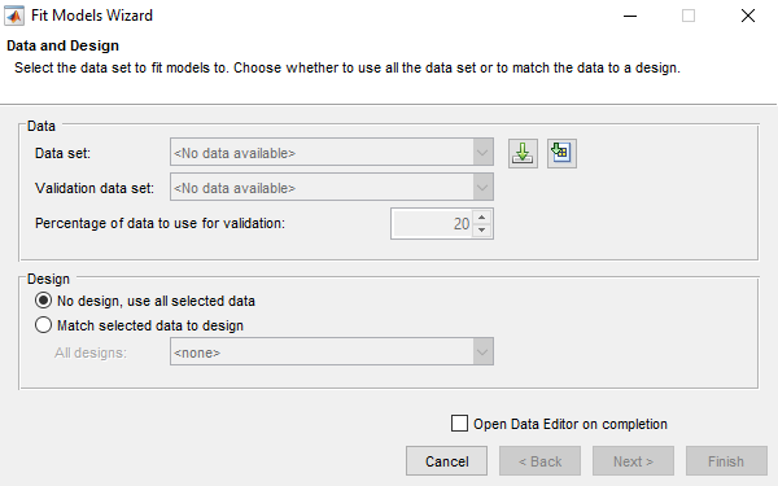 Fit Models Wizard
Data and Design
Select the data set to fit models to. Choose whether to use all the data set or to match the data to a design.
Data
Data set: <No data available>
Validation data set: <No data available>
Percentage of data to use for validation: 20
Design
No design, use all selected data
Match selected data to design
All designs: <none>
Open Data Editor on completion
Cancel < Back Next > Finish